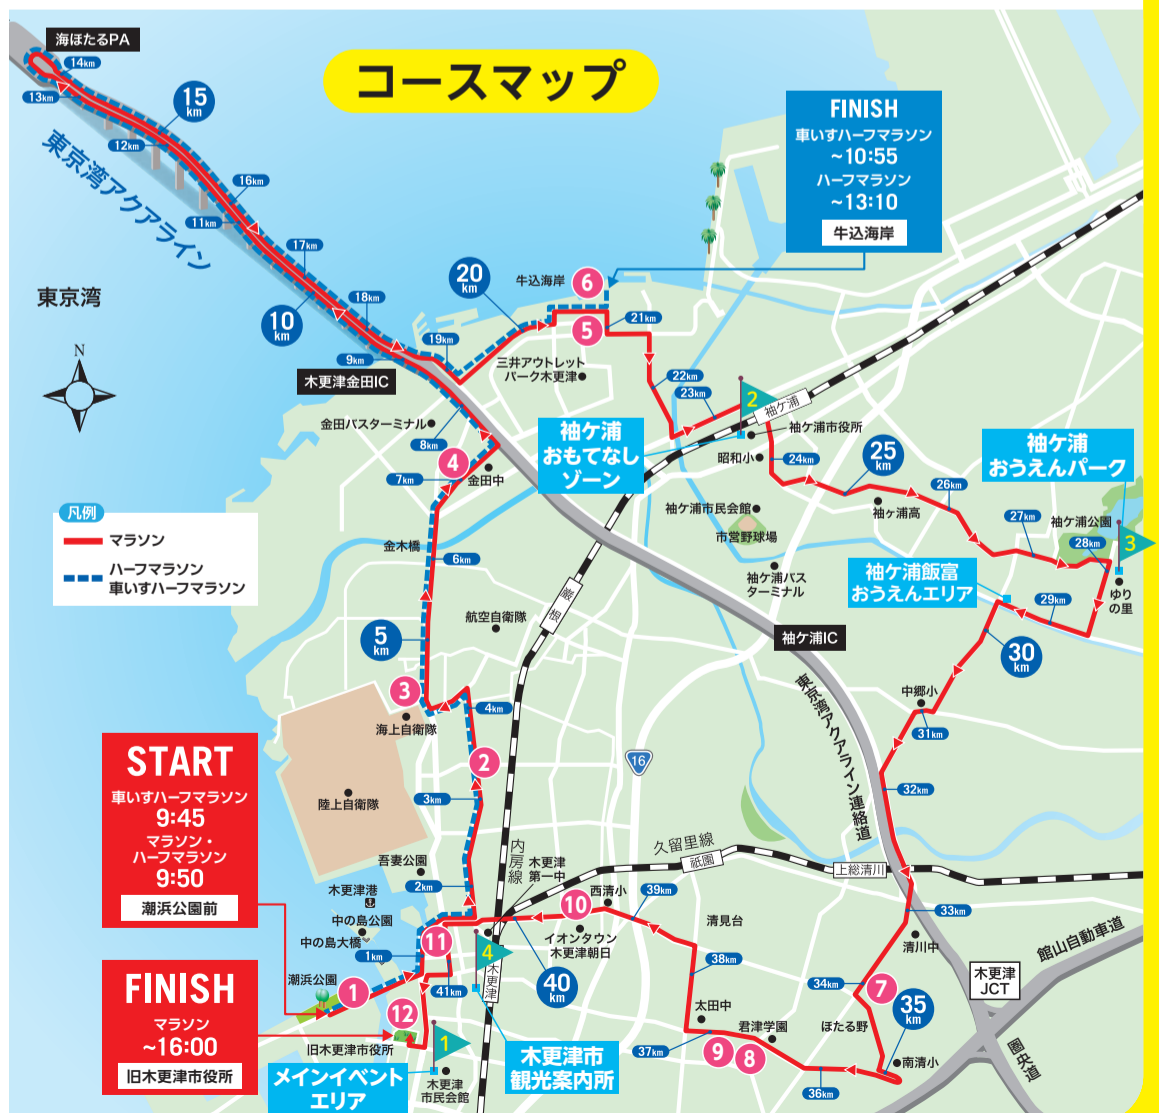 コースマップ
海ほたるPA
14km
13km
15
km
12km
16km
11km
東京湾アクアライン
17km
18km
10
km
9km
19km
東京湾
N
木更津金田IC
20
km
牛込海岸
6
5
21km
FINISH
車いすハーフマラソン
~10:55
ハーフマラソン
~13:10
牛込海岸
三井アウトレット
パーク木更津
22km
23km
2
袖ケ浦
袖ケ浦市役所
金田バスターミナル
8km
4
7km
金田中
袖ケ浦
おもてなし
ゾーン
昭和小
24km
25
km
26km
袖ヶ浦高
袖ケ浦
おうえんパーク
27km
袖ケ浦公園
28km
3
ゆり
の里
29km
凡例
マラソン
ハーフマラソン
車いすハーフマラソン
金木橋
6km
袖ケ浦市民会館
市営野球場
袖ケ浦バス
ターミナル
袖ケ浦飯富
おうえんエリア
巌根
航空自衛隊
5
km
袖ケ浦IC
30
km
3
海上自衛隊
4km
東京湾アクアライン連絡道
中郷小
31km
START
車いすハーフマラソン
9:45
マラソン・
ハーフマラソン
9:50
潮浜公園前
2
16
陸上自衛隊
3km
32km
内房線
木更津
第一中
久留里線
祇園
上総清川
吾妻公園
2km
木更津港
中の島公園
中の島大橋
西清小
39km
10
清見台
33km
清川中
館山自動車道
11
イオンタウン
木更津朝日
1km
4
木更津
38km
木更津
JCT
潮浜公園
1
41km
40
km
34km
7
35
km
FINISH
マラソン
~16:00
旧木更津市役所
12
太田中
君津学園
ほたる野
旧木更津市役所
1
37km
9
8
南清小
圏央道
メインイベント
エリア
木更津
市民会館
木更津市
観光案内所
36km